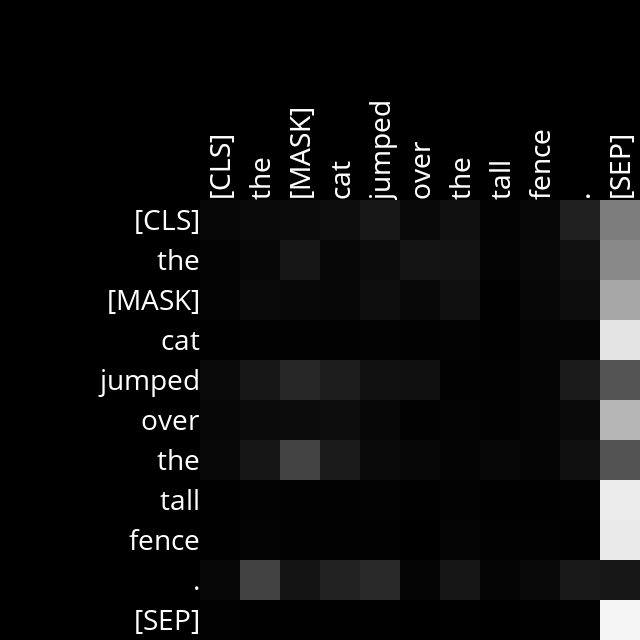 [CLS] the [MASK] cat jumped over the tall fence . [SEP]
[CLS]
the
[MASK]
cat
jumped
over
the
tall
fence
.
[SEP]